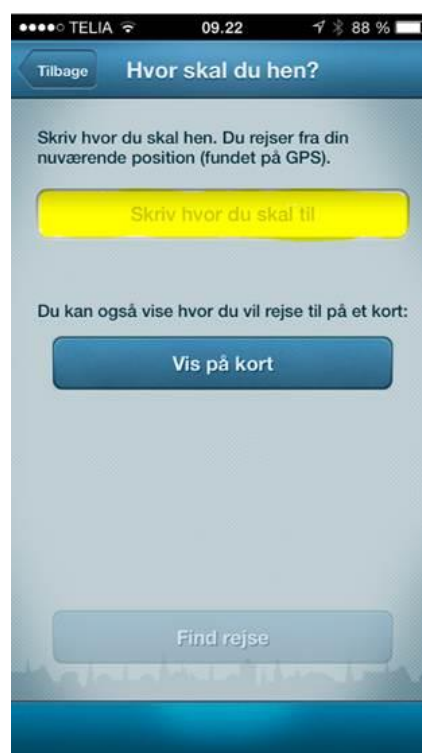 TELIA 09.22 88 %
Tilbage Hvor skal du hen?
Skriv hvor du skal hen. Du rejser fra din
nuværende position (fundet på GPS).
Skriv hvor du skal til
Du kan også vise hvor du vil rejse til på et kort:
Vis på kort
Find rejse